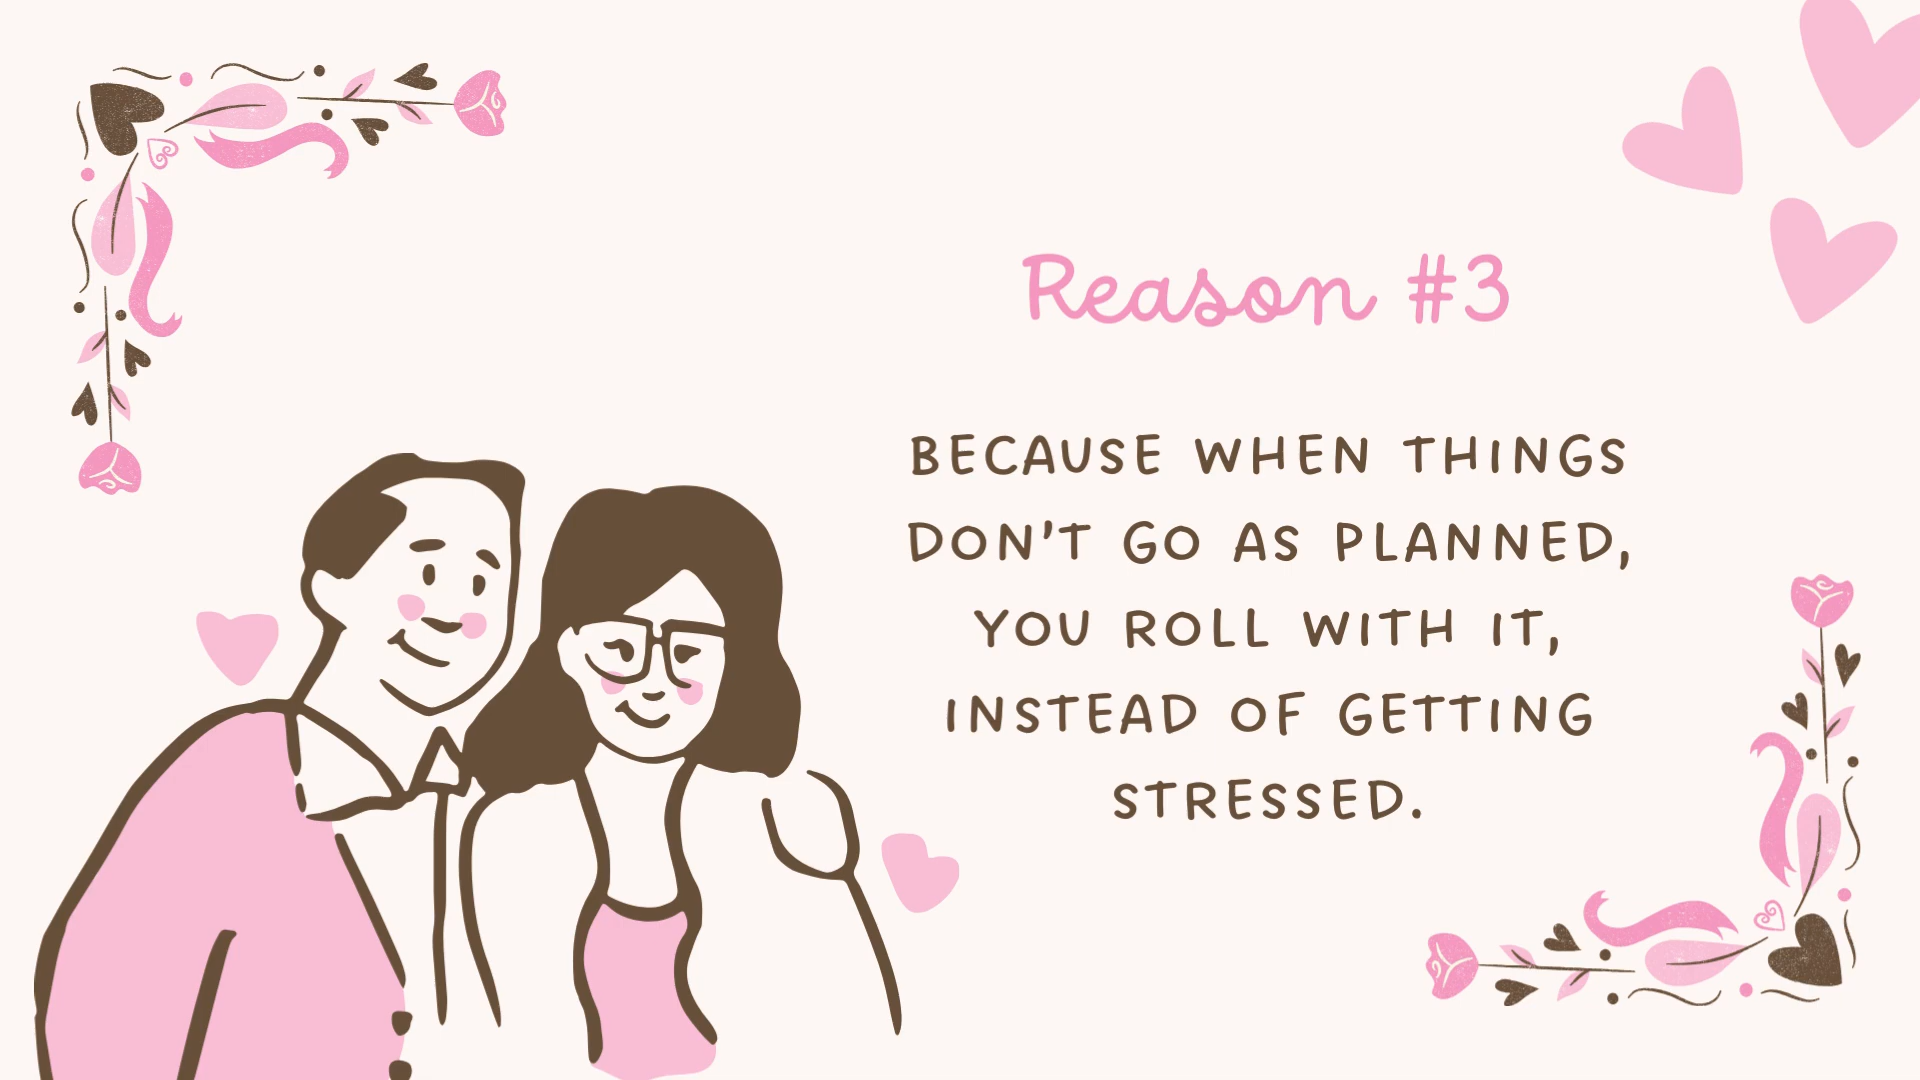 Reason #3
BECAUSE WHEN THINGS
DON'T GO AS PLANNED,
YOU ROLL WITH IT,
INSTEAD OF GETTING
STRESSED.